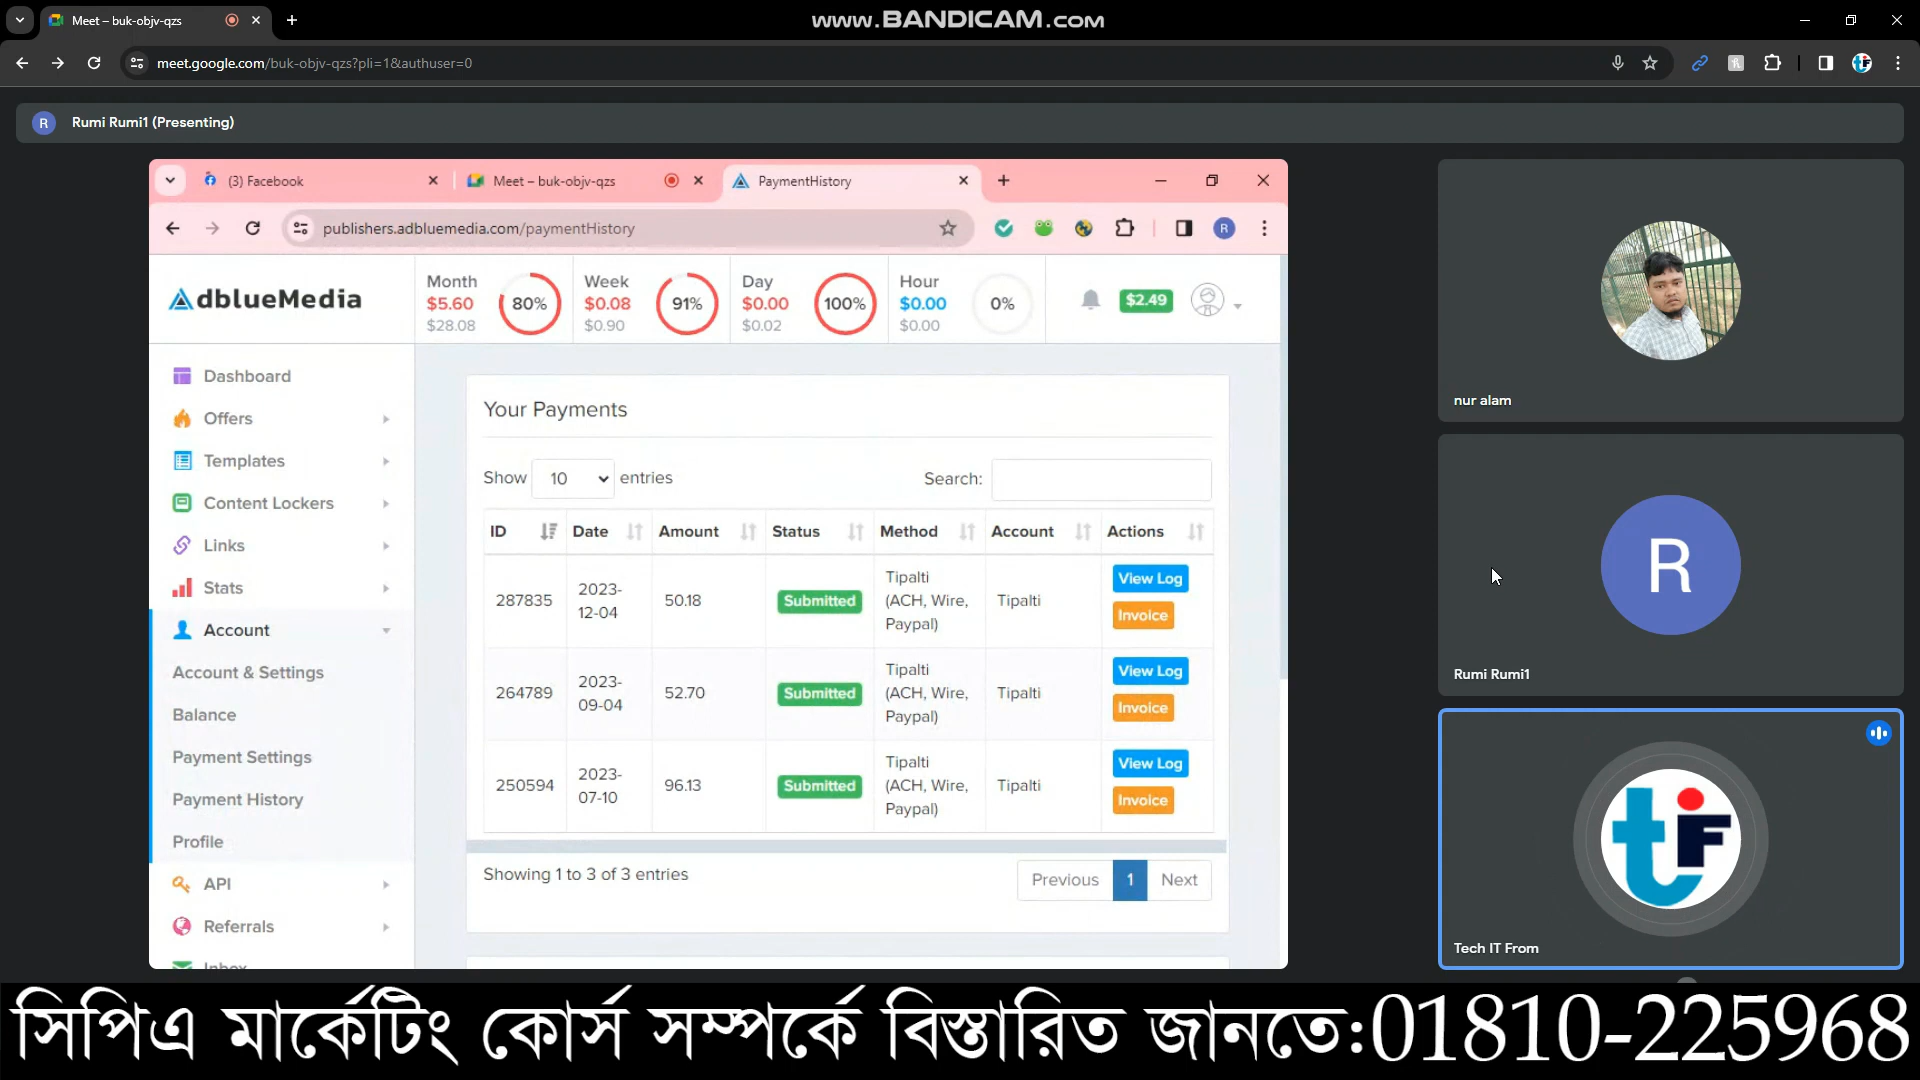 Meet – buk-objv-qzs
www.BANDICAM.com
meet.google.com/buk-objv-qzs?pli=1&authuser=0
R Rumi Rumi1 (Presenting)
(3) Facebook
Meet – buk-objv-qzs
PaymentHistory
publishers.adbluemedia.com/paymentHistory
R
AdblueMedia
Month
$5.60
$28.08
80%
Week
$0.08
$0.90
91%
Day
$0.00
$0.02
100%
Hour
$0.00
$0.00
0%
$2.49
Dashboard
Offers
Templates
Content Lockers
Links
Stats
Account
Account & Settings
Balance
Payment Settings
Payment History
Profile
API
Referrals
Inbox
Your Payments
Show 10 entries
Search:
ID Date Amount Status Method Account Actions
287835 2023-12-04 50.18 Submitted Tipalti (ACH, Wire, Paypal) Tipalti View Log Invoice
264789 2023-09-04 52.70 Submitted Tipalti (ACH, Wire, Paypal) Tipalti View Log Invoice
250594 2023-07-10 96.13 Submitted Tipalti (ACH, Wire, Paypal) Tipalti View Log Invoice
Showing 1 to 3 of 3 entries
Previous 1 Next
nur alam
R
Rumi Rumi1
tiF
Tech IT From
সিপিএ মার্কেটিং কোর্স সম্পর্কে বিস্তারিত জানতে:01810-225968